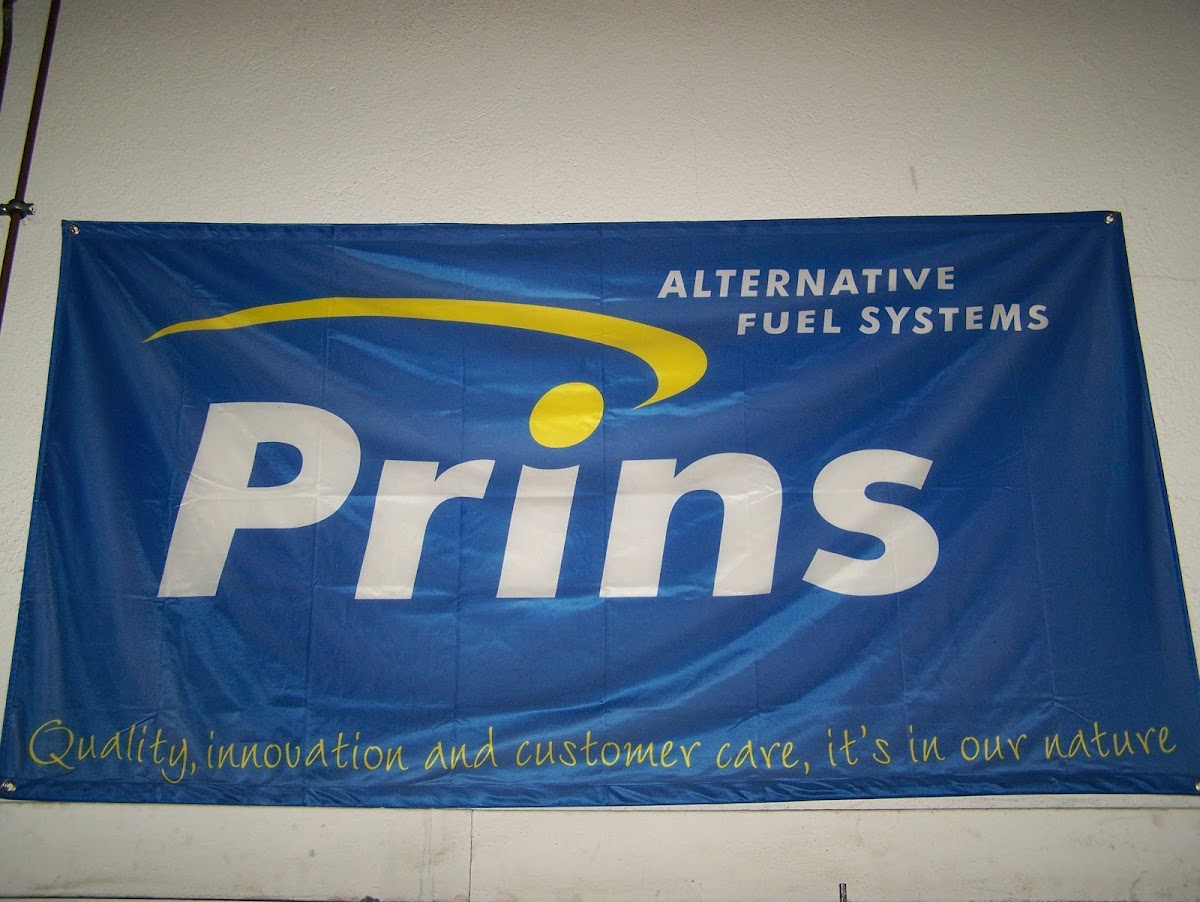 ALTERNATIVE
FUEL SYSTEMS
Prins
Quality, innovation and customer care, it's in our nature